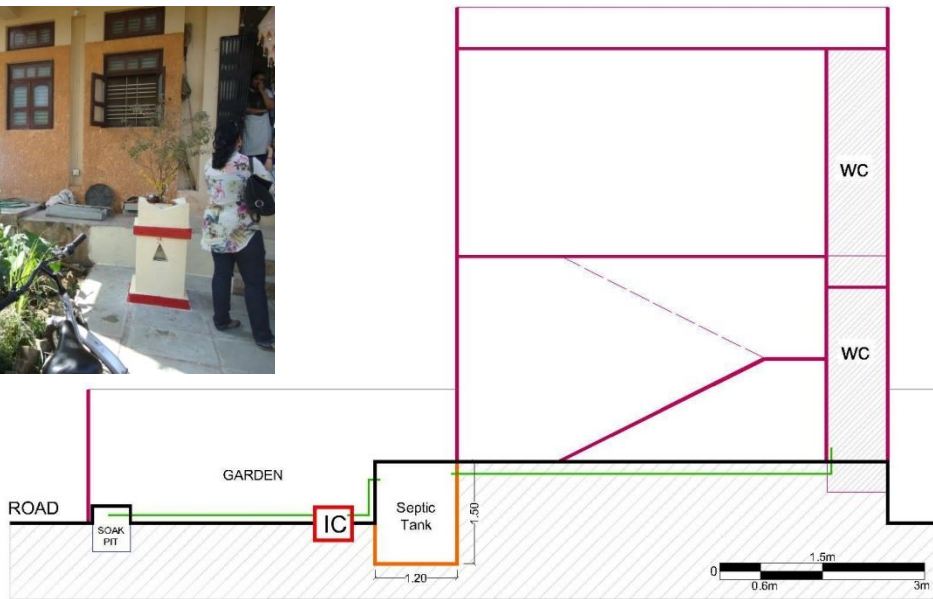 WC
WC
GARDEN
ROAD
SOAK
PIT
IC
Septic
Tank
1.50
1.20
0
0.6m
1.5m
3m